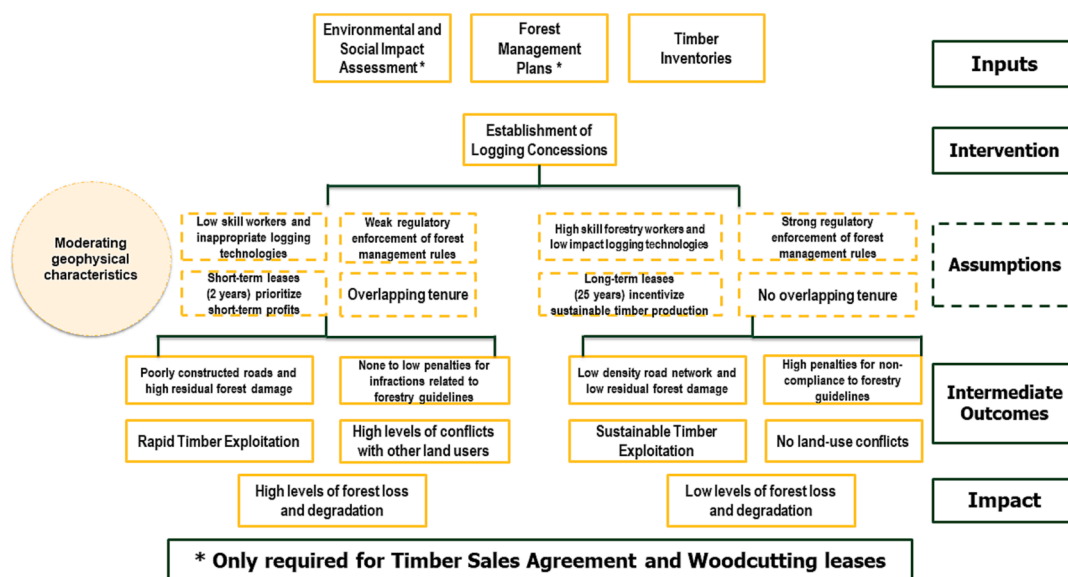 Environmental and
Social Impact
Assessment *
Forest
Management
Plans *
Timber
Inventories
Inputs
Establishment of
Logging Concessions
Intervention
Moderating
geophysical
characteristics
Low skill workers and
inappropriate logging
technologies
Weak regulatory
enforcement of forest
management rules
High skill forestry workers and
low impact logging technologies
Strong regulatory
enforcement of forest
management rules
Assumptions
Short-term leases
(2 years) prioritize
short-term profits
Overlapping tenure
Long-term leases
(25 years) incentivize
sustainable timber production
No overlapping tenure
Poorly constructed roads and
high residual forest damage
None to low penalties for
infractions related to
forestry guidelines
Low density road network and
low residual forest damage
High penalties for non-
compliance to forestry
guidelines
Intermediate
Outcomes
Rapid Timber Exploitation
High levels of conflicts
with other land users
Sustainable Timber
Exploitation
No land-use conflicts
High levels of forest loss
and degradation
Low levels of forest loss
and degradation
Impact
* Only required for Timber Sales Agreement and Woodcutting leases